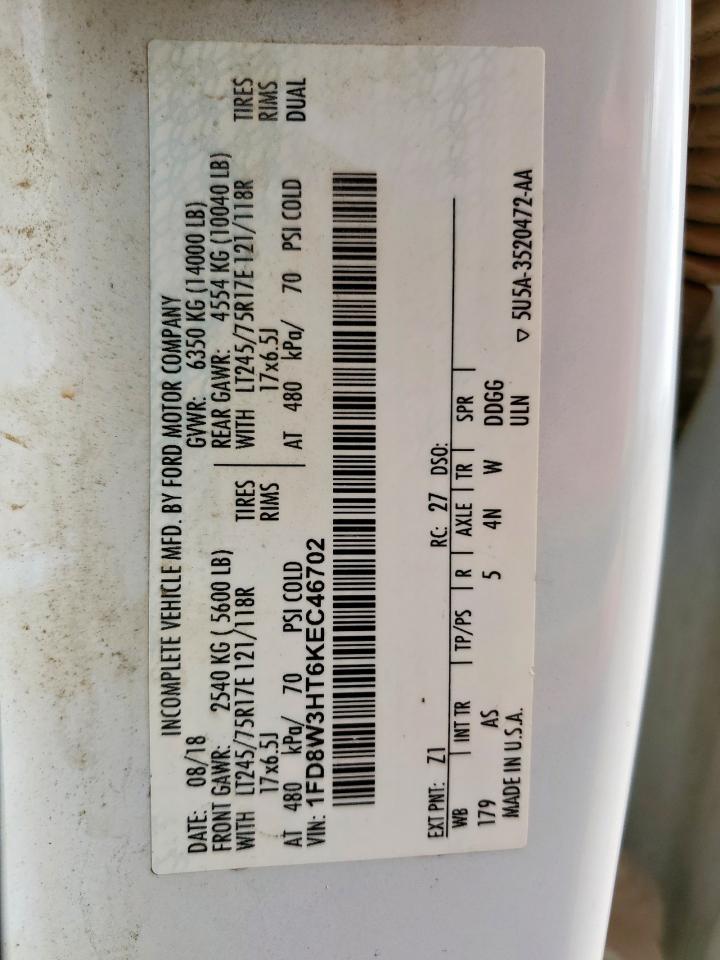 INCOMPLETE VEHICLE MFD. BY FORD MOTOR COMPANY
DATE: 08/18 GVWR: 6350 KG (14000 LB)
FRONT GAWR: 2540 KG ( 5600 LB) REAR GAWR: 4554 KG (10040 LB)
WITH LT245/75R17E 121/118R TIRES WITH LT245/75R17E 121/118R TIRES
17x6.5J RIMS 17x6.5J RIMS
AT 480 kPa/ 70 PSI COLD AT 480 kPa/ 70 PSI COLD DUAL
VIN: 1FD8W3HT6KEC46702
EXT PNT: Z1 RC: 27 DSO:
WB INT TR TP/PS R AXLE TR SPR
179 AS 5 4N W DDGG
MADE IN U.S.A. ULN
▽ 5U5A-3520472-AA